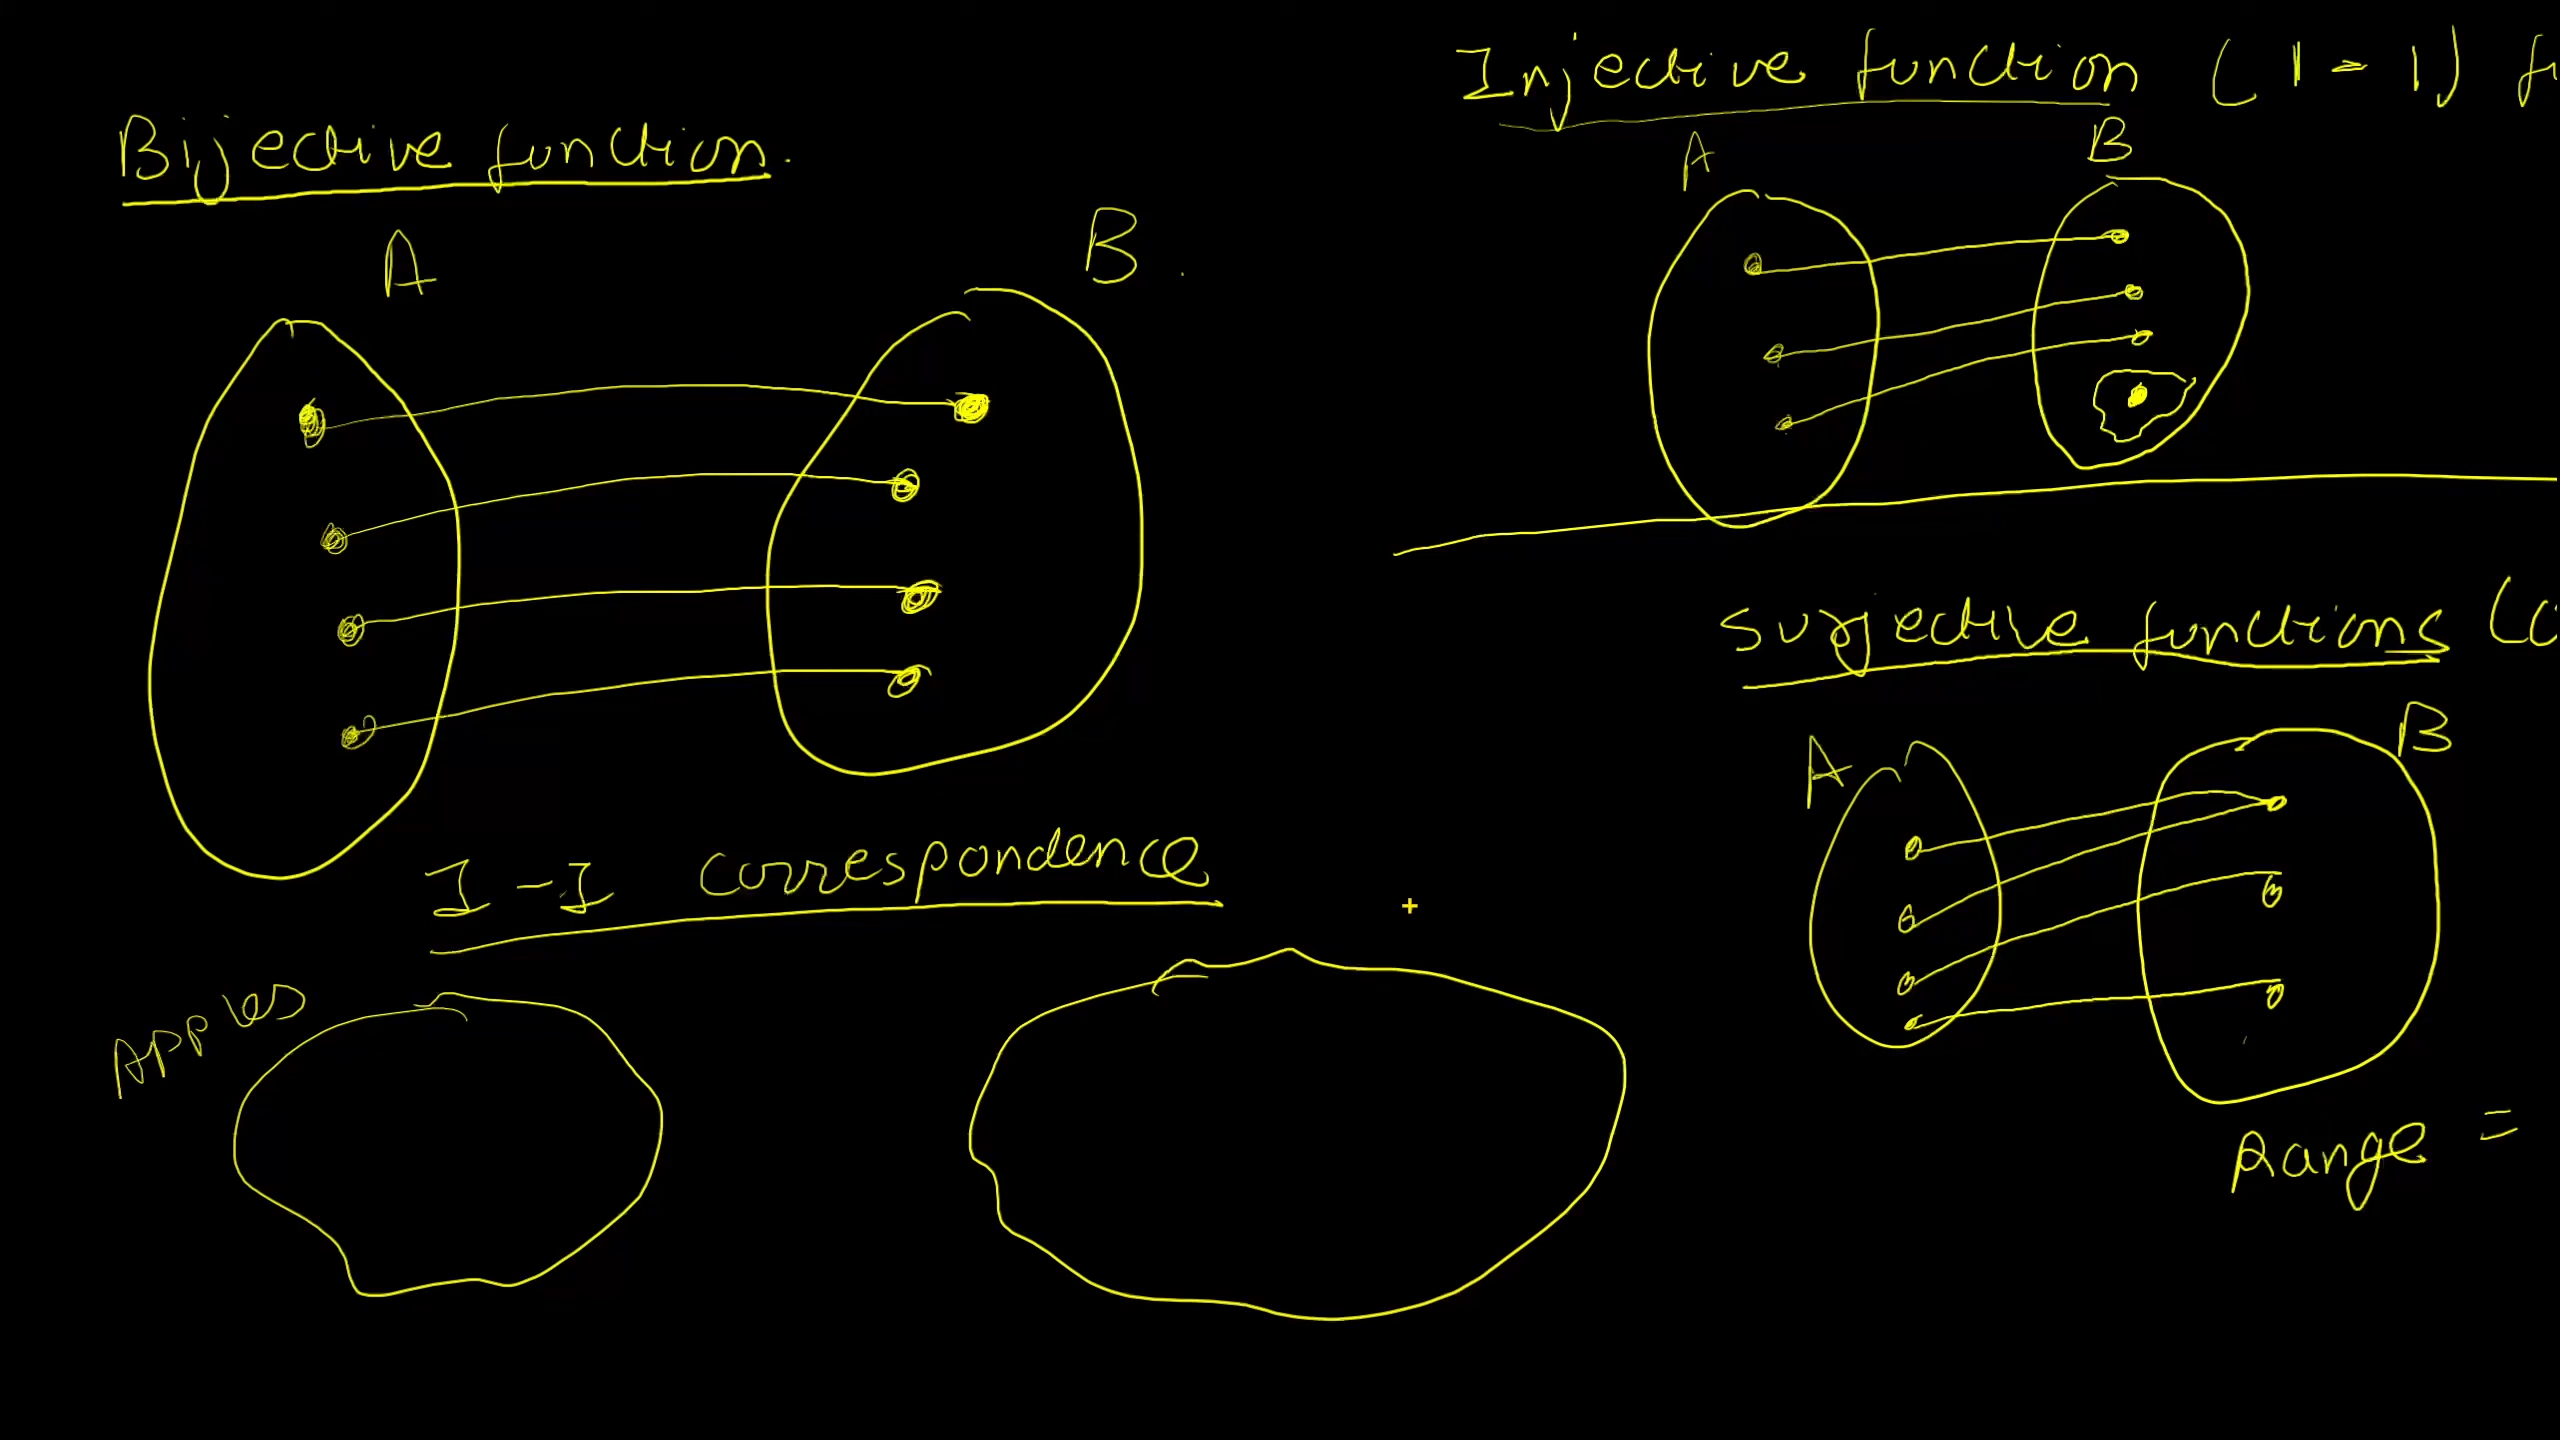 Bijective function.
A B
1-1 correspondence
Apples
Injective function (1-1)
A B
Surjective functions
A B
Range =